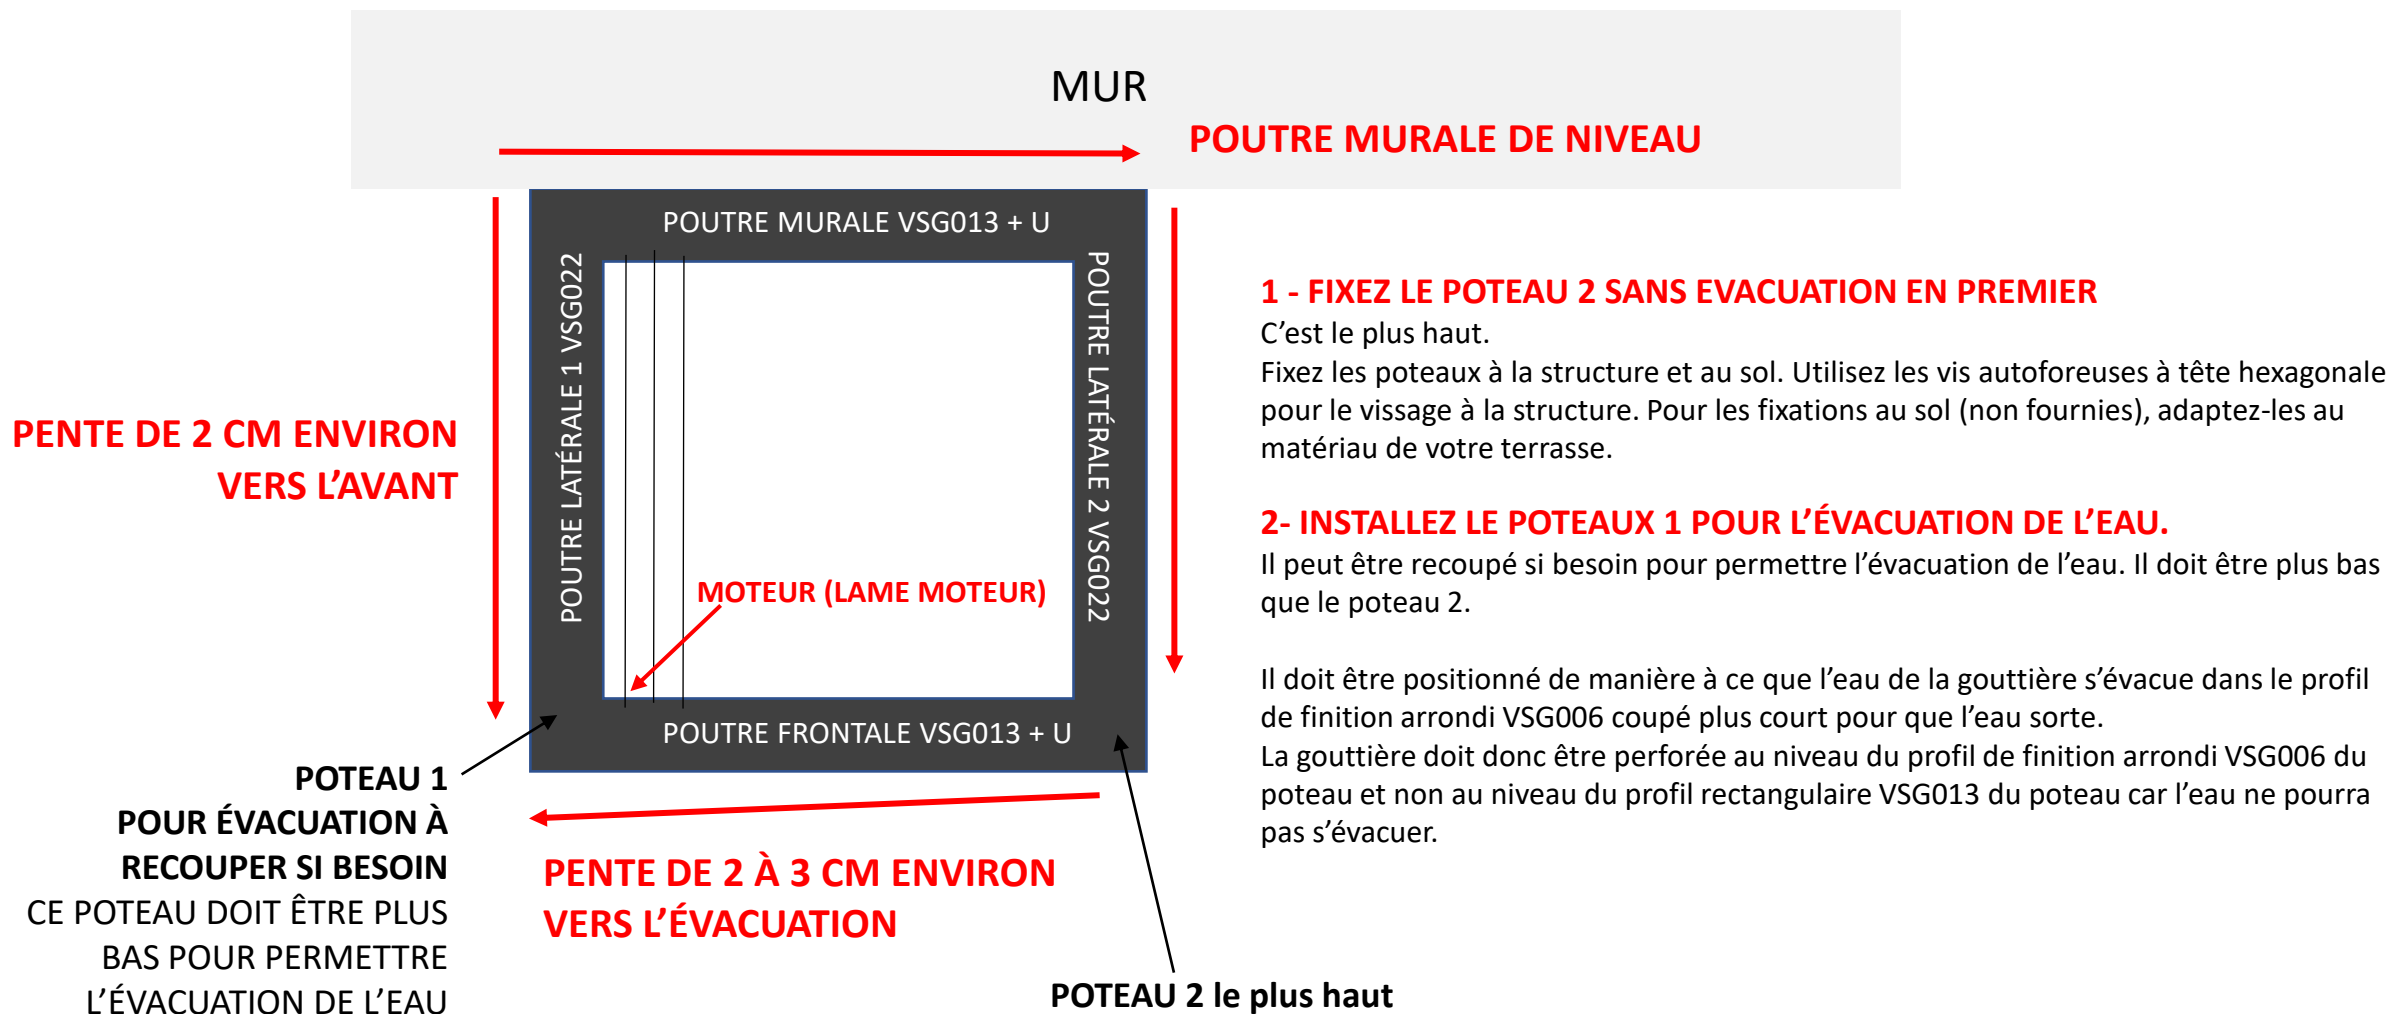 MUR
POUTRE MURALE DE NIVEAU
POUTRE MURALE VSG013 + U
POUTRE LATÉRALE 1 VSG022
POUTRE LATÉRALE 2 VSG022
PENTE DE 2 CM ENVIRON
VERS L’AVANT
MOTEUR (LAME MOTEUR)
POUTRE FRONTALE VSG013 + U
POTEAU 1
POUR ÉVACUATION À
RECOUPER SI BESOIN
CE POTEAU DOIT ÊTRE PLUS
BAS POUR PERMETTRE
L’ÉVACUATION DE L’EAU
PENTE DE 2 À 3 CM ENVIRON
VERS L’ÉVACUATION
POTEAU 2 le plus haut
1 - FIXEZ LE POTEAU 2 SANS EVACUATION EN PREMIER
C’est le plus haut.
Fixez les poteaux à la structure et au sol. Utilisez les vis autoforeuses à tête hexagonale
pour le vissage à la structure. Pour les fixations au sol (non fournies), adaptez-les au
matériau de votre terrasse.
2- INSTALLEZ LE POTEAUX 1 POUR L’ÉVACUATION DE L’EAU.
Il peut être recoupé si besoin pour permettre l’évacuation de l’eau. Il doit être plus bas
que le poteau 2.
Il doit être positionné de manière à ce que l’eau de la gouttière s’évacue dans le profil
de finition arrondi VSG006 coupé plus court pour que l’eau sorte.
La gouttière doit donc être perforée au niveau du profil de finition arrondi VSG006 du
poteau et non au niveau du profil rectangulaire VSG013 du poteau car l’eau ne pourra
pas s’évacuer.